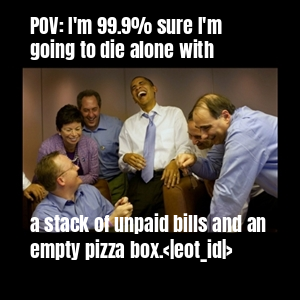 POV: I'm 99.9% sure I'm
going to die alone with
a stack of unpaid bills and an
empty pizza box.<|eot_id|>